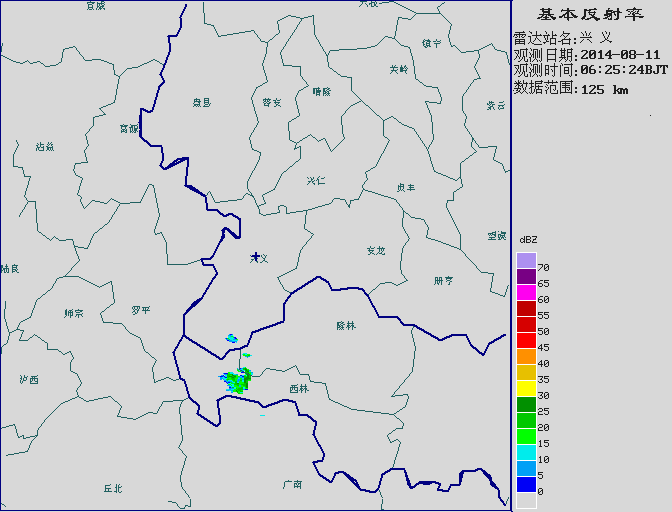 基本反射率
雷达站名:兴 义
观测日期:2014-08-11
观测时间:06:25:24BJT
数据范围:125 km
宣威
镇宁
关岭
盘县
普安
晴隆
紫云
富源
沾益
兴仁
贞丰
望谟
兴义
安龙
陆良
册亨
师宗
罗平
隆林
泸西
西林
丘北
广南
dBZ
70
65
60
55
50
45
40
35
30
25
20
15
10
5
0